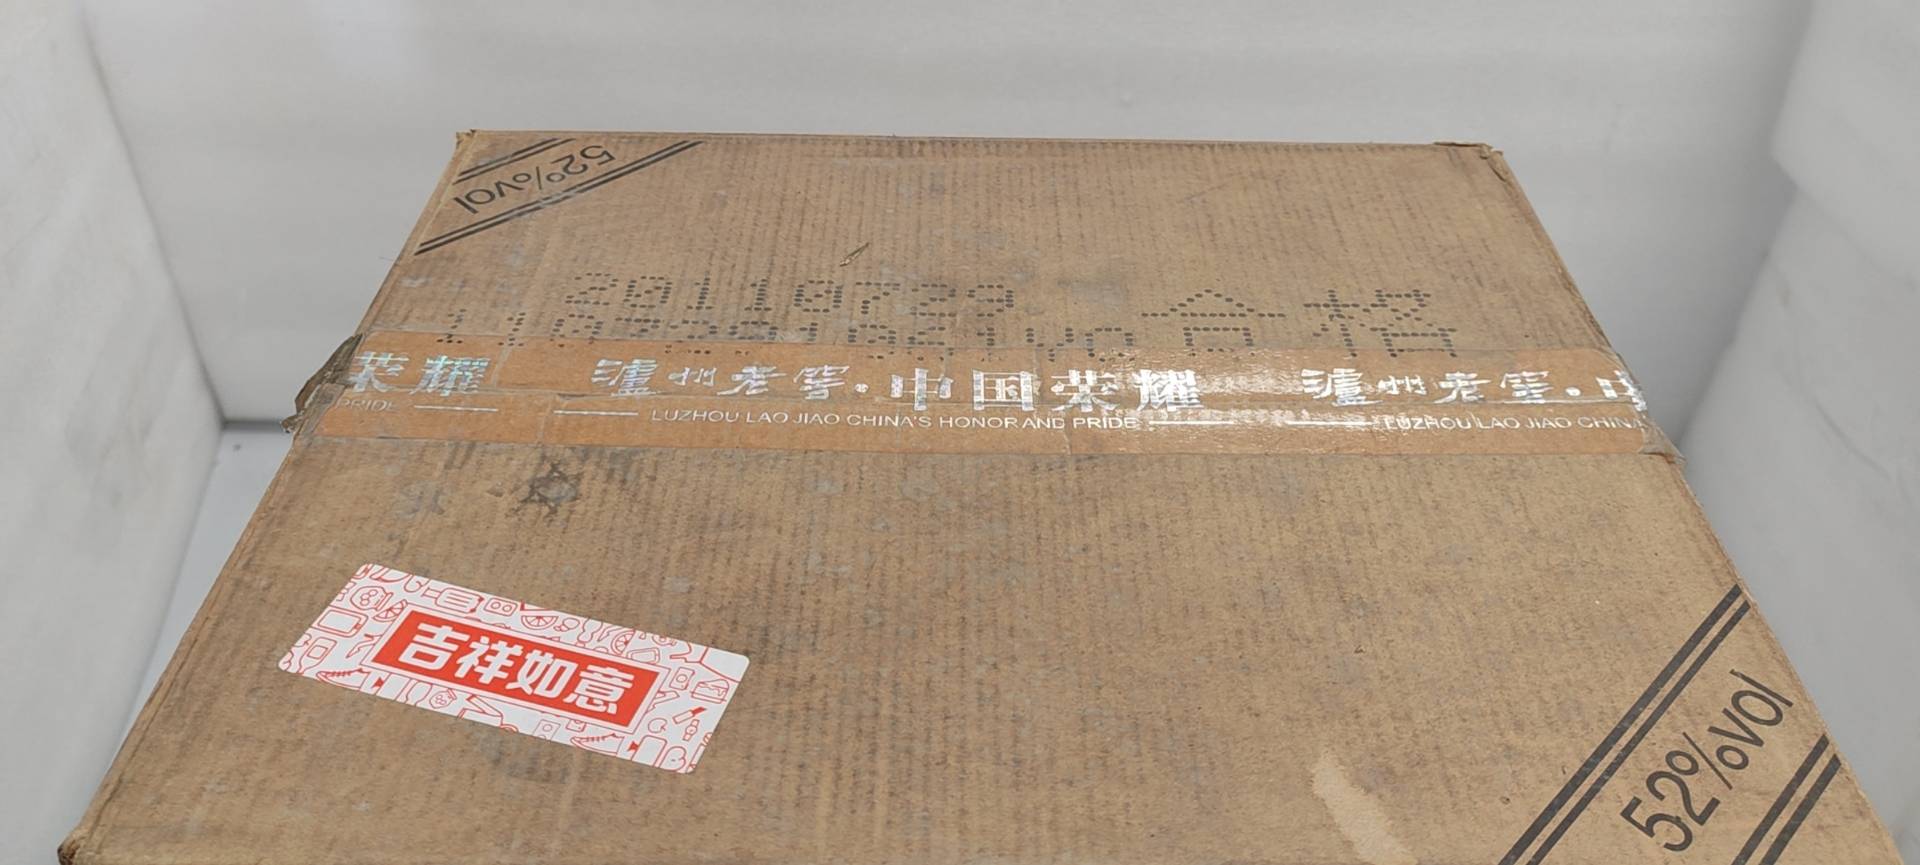 52%vol
20110729 合格
荣耀 泸州老窖·中国荣耀 泸州老窖·中
PRIDE LUZHOU LAO JIAO CHINA'S HONOR AND PRIDE LUZHOU LAO JIAO CHINA
吉祥如意
52%vol